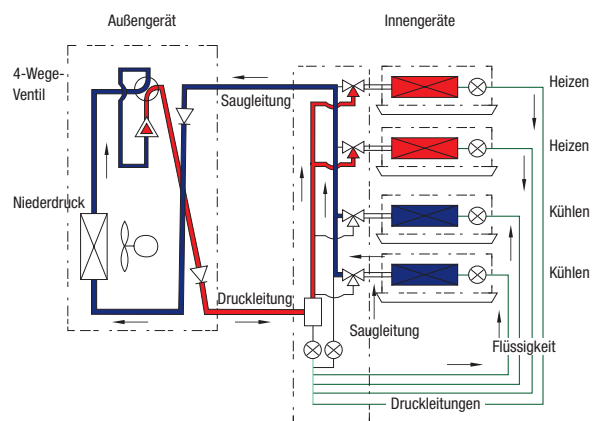 Außengerät
Innengeräte
4-Wege-
Ventil
Saugleitung
Heizen
Heizen
Niederdruck
Kühlen
Kühlen
Druckleitung
Saugleitung
Flüssigkeit
Druckleitungen